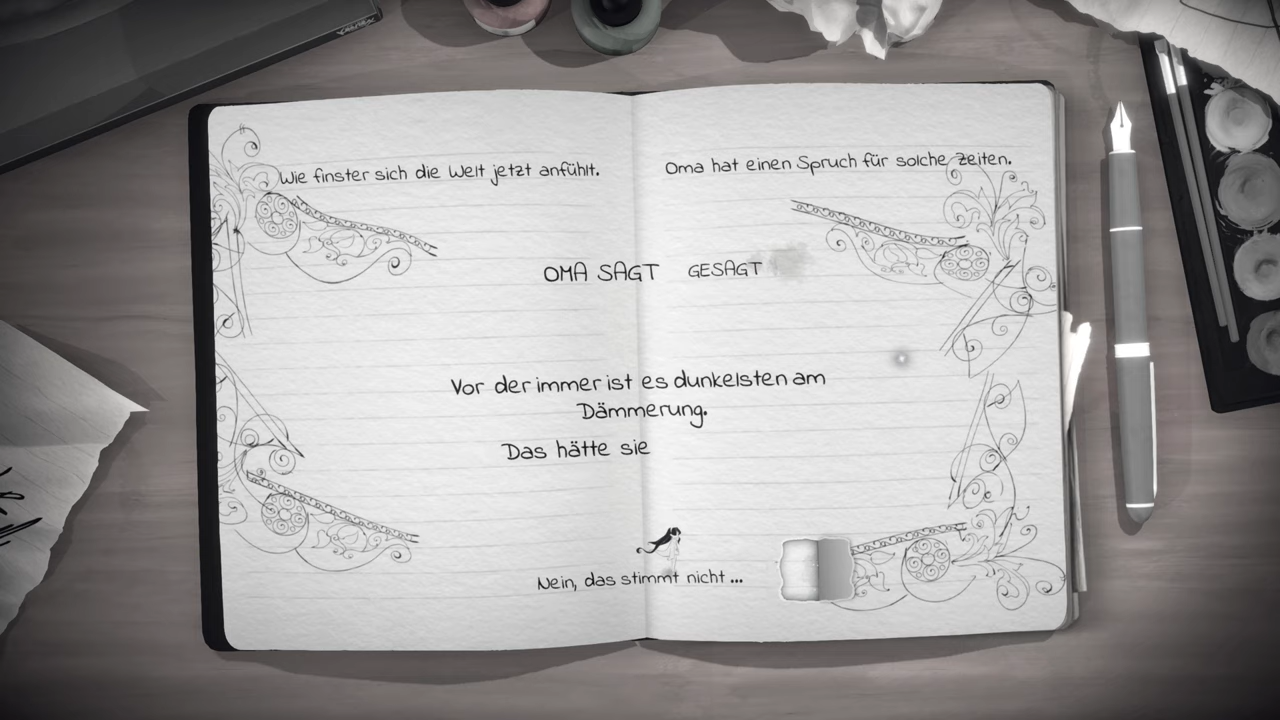 Wie finster sich die Welt jetzt anfühlt.
Oma hat einen Spruch für solche Zeiten.
OMA SAGT GESAGT
Vor der immer ist es dunkelsten am
Dämmerung.
Das hätte sie
Nein, das stimmt nicht ...